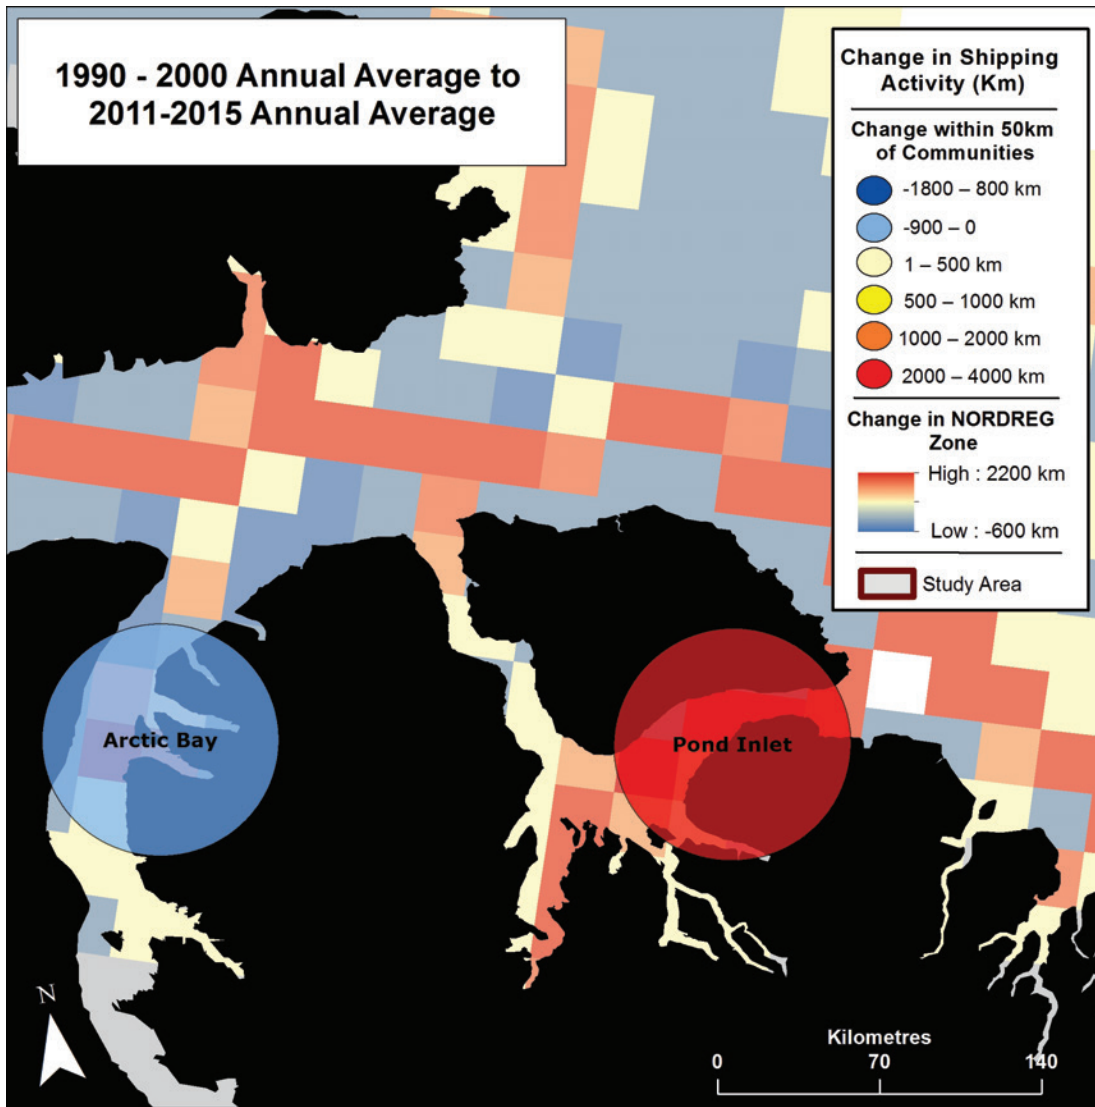 1990 - 2000 Annual Average to
2011-2015 Annual Average
Change in Shipping
Activity (Km)
Change within 50km
of Communities
-1800 – 800 km
-900 – 0
1 – 500 km
500 – 1000 km
1000 – 2000 km
2000 – 4000 km
Change in NORDREG
Zone
High : 2200 km
Low : -600 km
Study Area
Arctic Bay
Pond Inlet
N
Kilometres
0 70 140